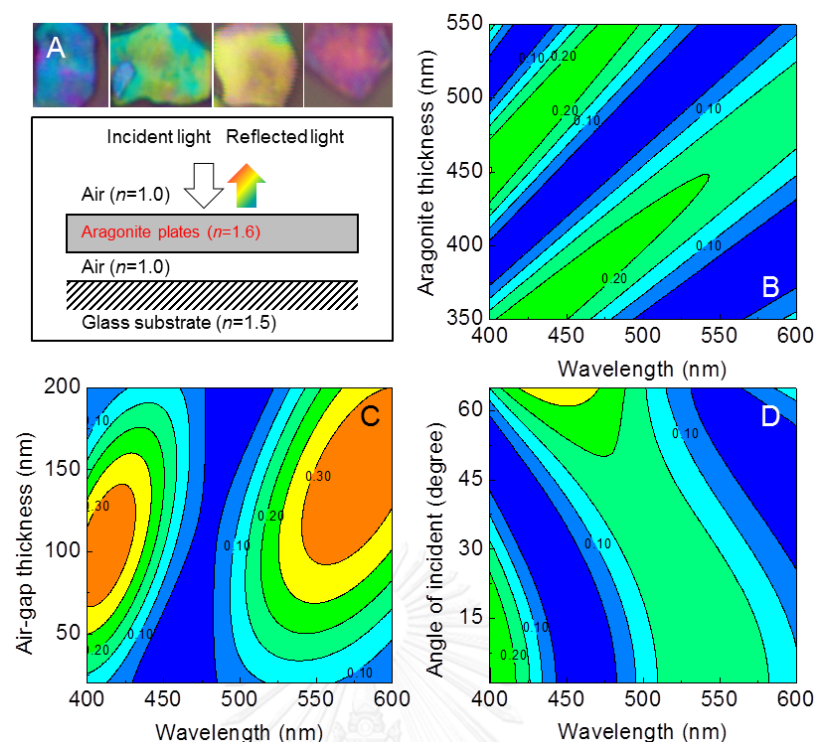 A
Incident light Reflected light
Air (n=1.0)
Aragonite plates (n=1.6)
Air (n=1.0)
Glass substrate (n=1.5)
550
500
450
400
350
Aragonite thickness (nm)
0.20
0.10
0.20
0.10
0.10
0.20
0.10
B
400 450 500 550 600
Wavelength (nm)
200
150
100
50
Air-gap thickness (nm)
0.10
0.30
0.30
0.20
0.10
0.10
0.20
0.10
C
400 450 500 550 600
Wavelength (nm)
60
45
30
15
Angle of incident (degree)
0.10
0.10
0.10
0.20
D
400 450 500 550 600
Wavelength (nm)